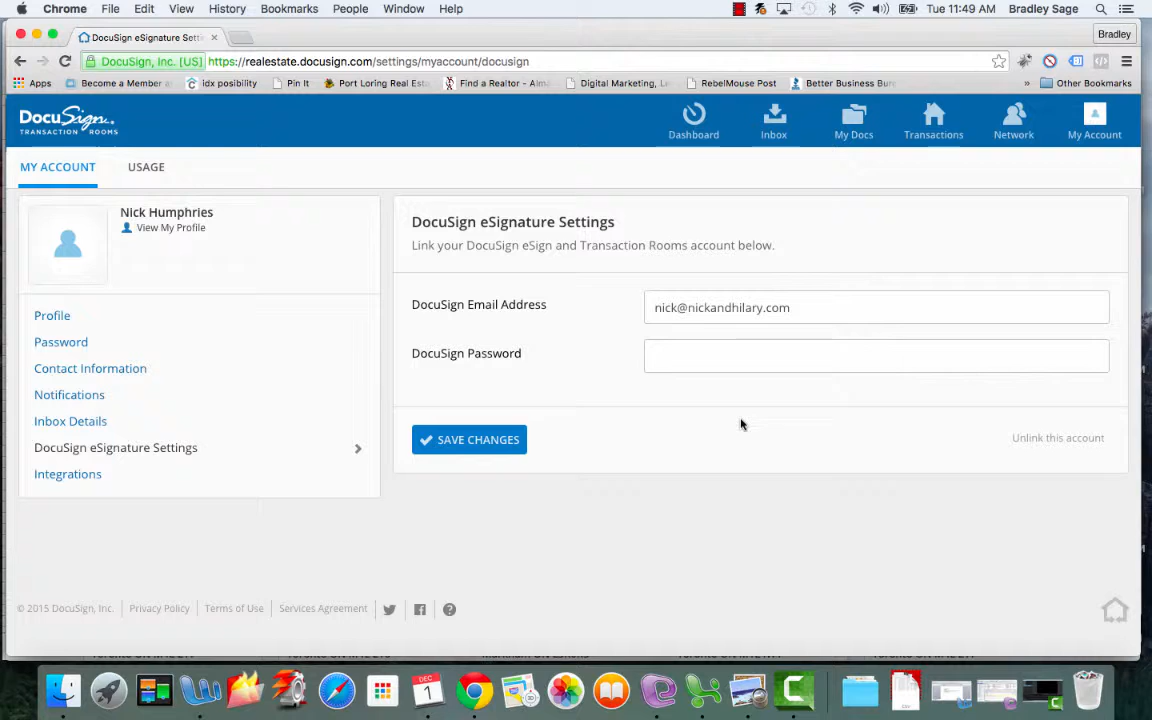 Chrome File Edit View History Bookmarks People Window Help Tue 11:49 AM Bradley Sage
DocuSign eSignature Setti Bradley
DocuSign, Inc. [US] https://realestate.docusign.com/settings/myaccount/docusign
Apps Become a Member a idx posibility Pin It Port Loring Real Est Find a Realtor - Alm Digital Marketing, Le RebelMouse Post Better Business Bur » Other Bookmarks
DocuSign
TRANSACTION ROOMS
Dashboard Inbox My Docs Transactions Network My Account
MY ACCOUNT USAGE
Nick Humphries
View My Profile
Profile
Password
Contact Information
Notifications
Inbox Details
DocuSign eSignature Settings
Integrations
DocuSign eSignature Settings
Link your DocuSign eSign and Transaction Rooms account below.
DocuSign Email Address nick@nickandhilary.com
DocuSign Password
SAVE CHANGES Unlink this account
© 2015 DocuSign, Inc. Privacy Policy Terms of Use Services Agreement
DEC
1